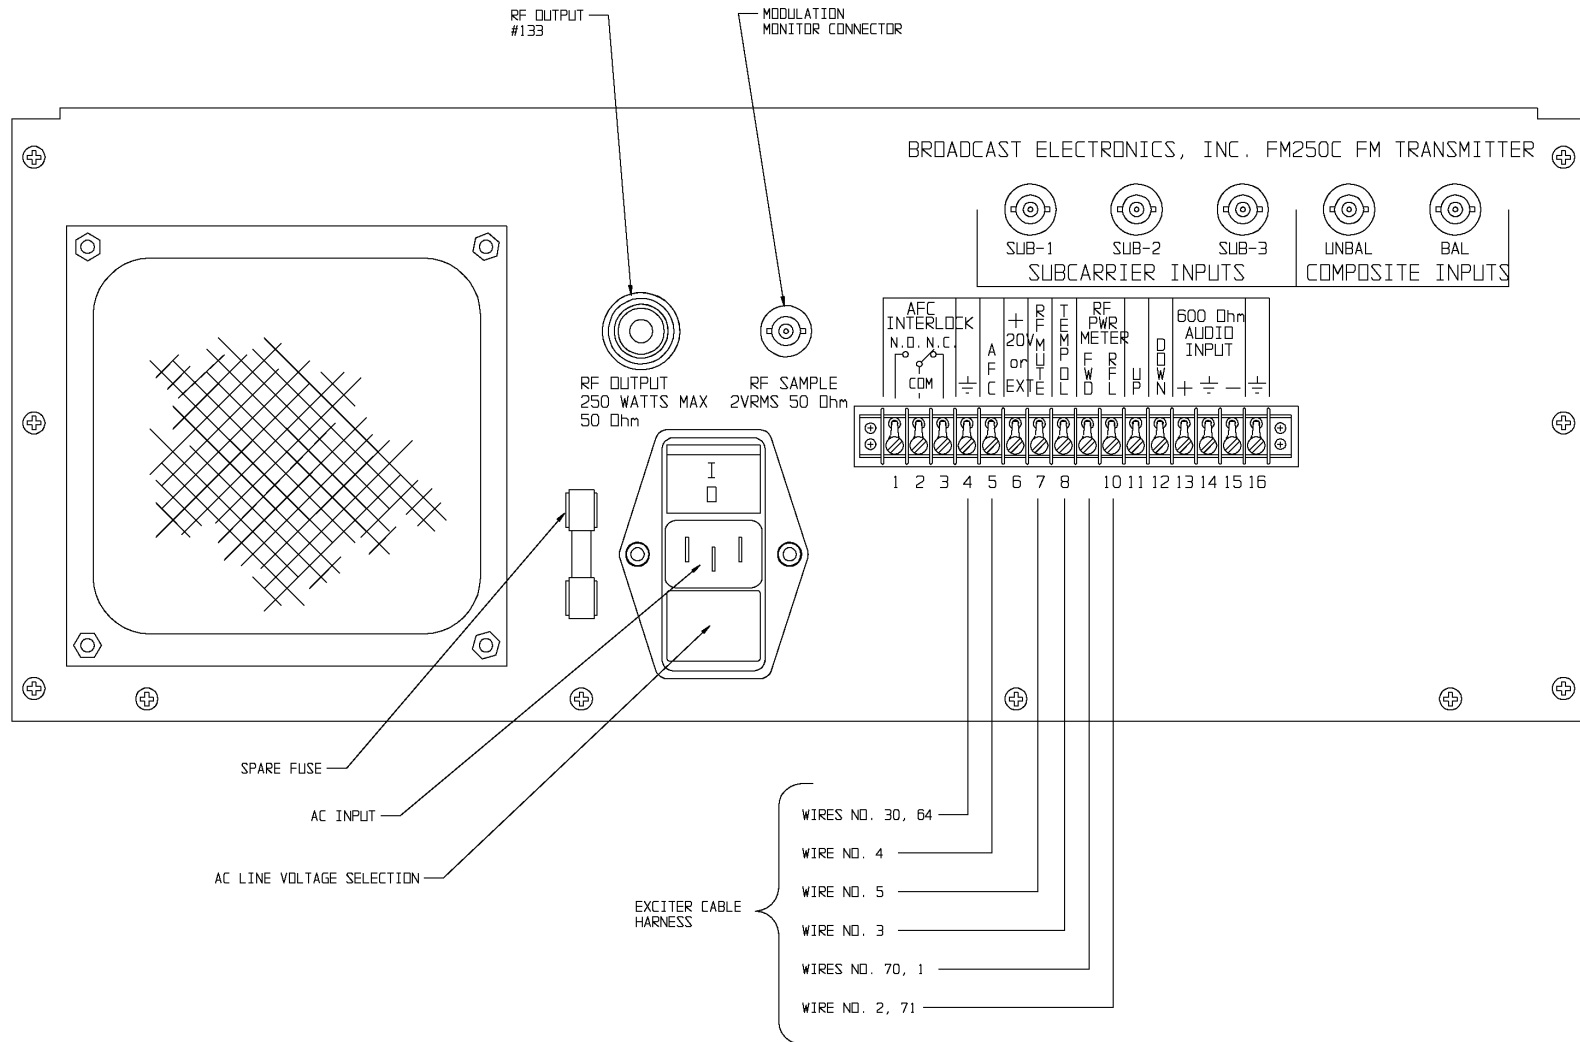 RF OUTPUT
#133
MODULATION
MONITOR CONNECTOR
BROADCAST ELECTRONICS, INC. FM250C FM TRANSMITTER
SUB-1 SUB-2 SUB-3 UNBAL BAL
SUBCARRIER INPUTS COMPOSITE INPUTS
AFC
INTERLOCK
N.O. N.C.
COM
AFC
+
20V
or
EXT
RF MUTE
TEMP OL
RF
PWR
METER
FWD
RFL
UP
DOWN
600 Ohm
AUDIO
INPUT
+ −
RF OUTPUT
250 WATTS MAX
50 Ohm
RF SAMPLE
2VRMS 50 Ohm
I
O
1 2 3 4 5 6 7 8 10 11 12 13 14 15 16
SPARE FUSE
AC INPUT
AC LINE VOLTAGE SELECTION
EXCITER CABLE
HARNESS
WIRES NO. 30, 64
WIRE NO. 4
WIRE NO. 5
WIRE NO. 3
WIRES NO. 70, 1
WIRE NO. 2, 71